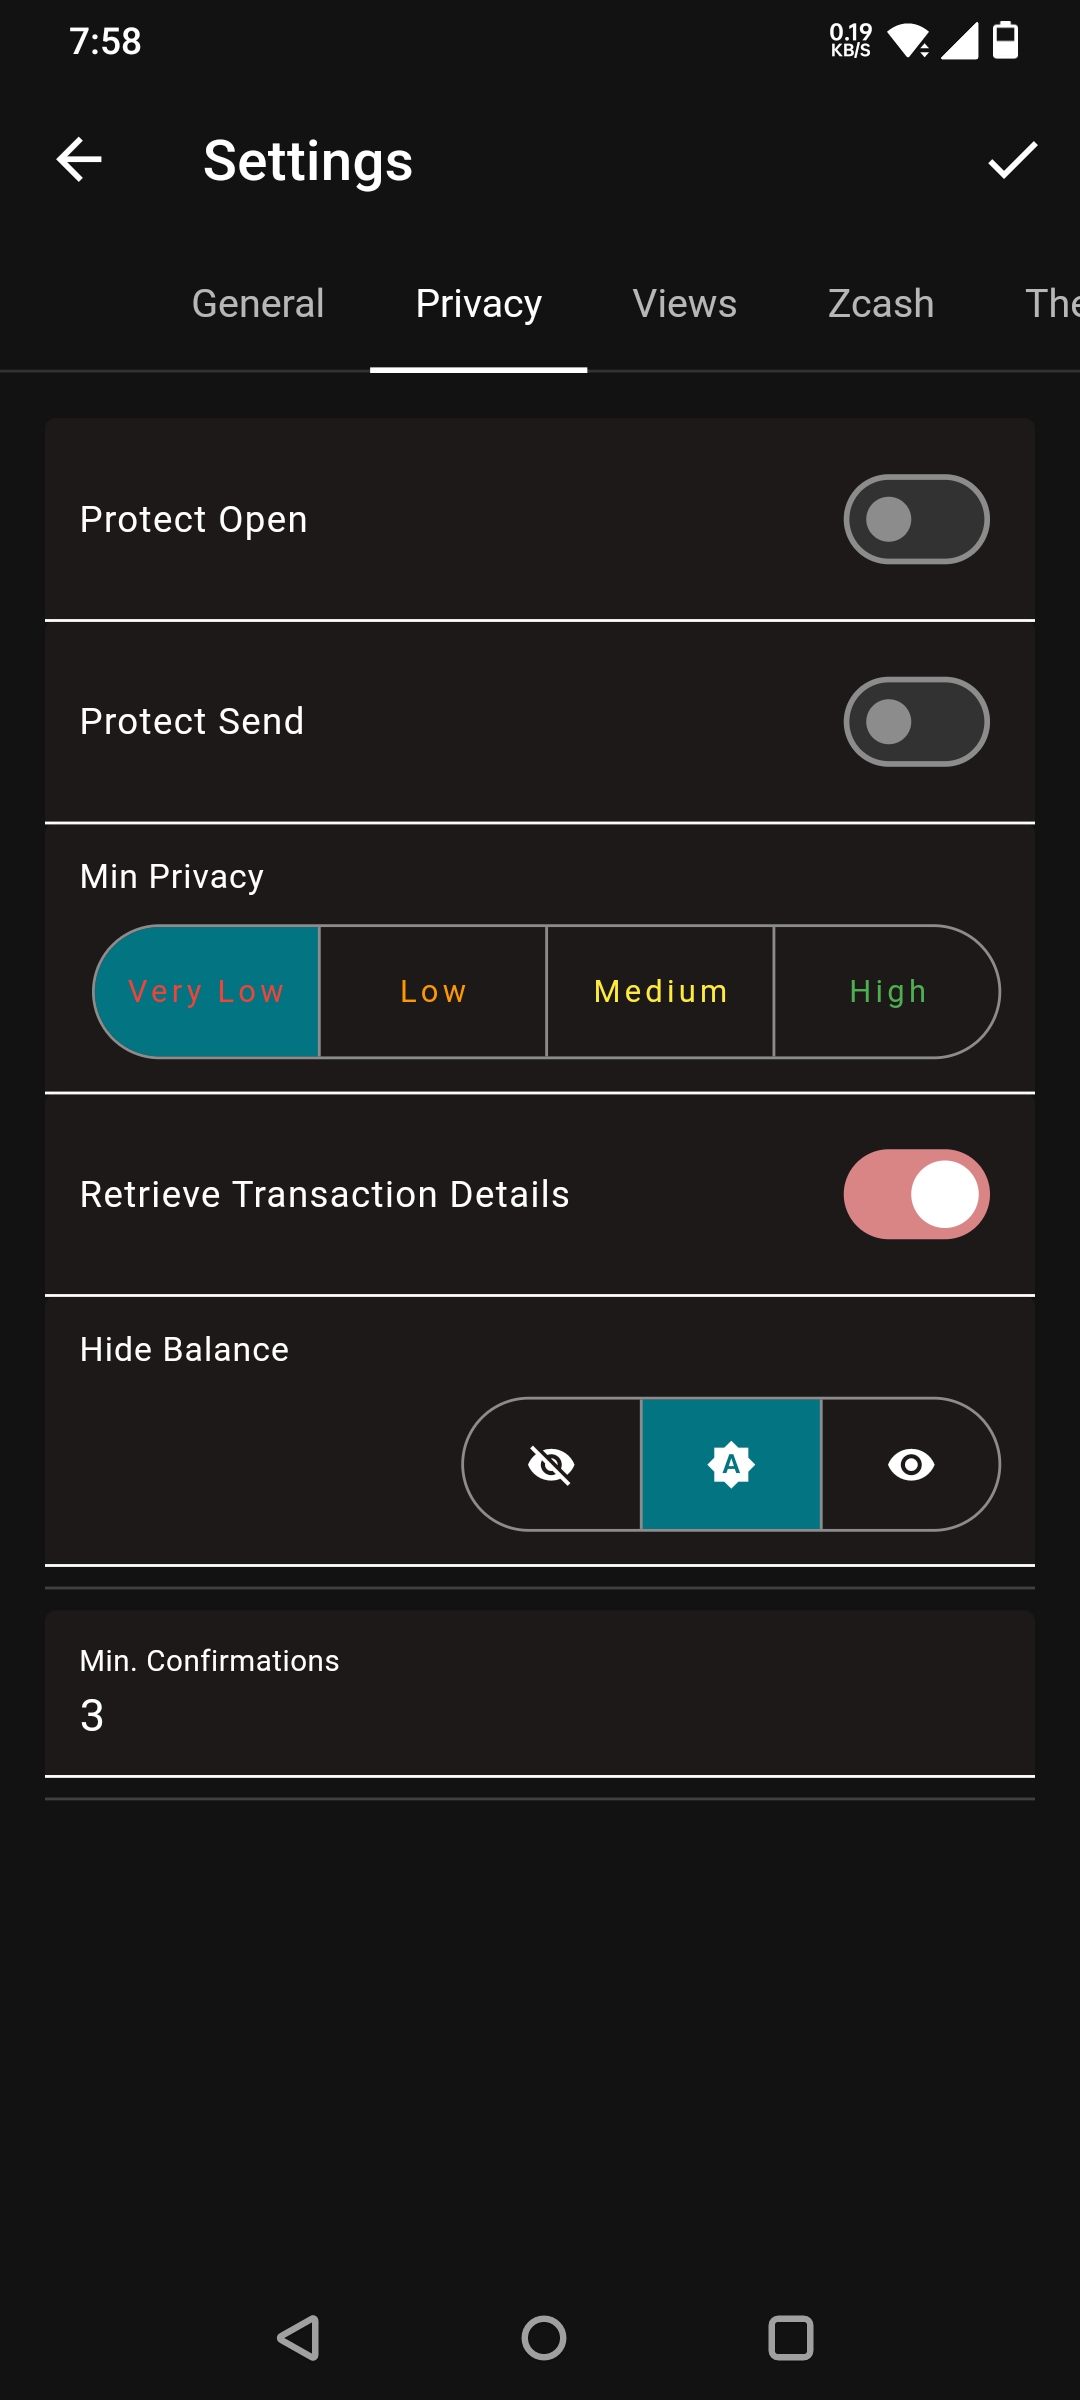 7:58
0.19
KB/S
Settings
General Privacy Views Zcash The
Protect Open
Protect Send
Min Privacy
Very Low Low Medium High
Retrieve Transaction Details
Hide Balance
A
Min. Confirmations
3